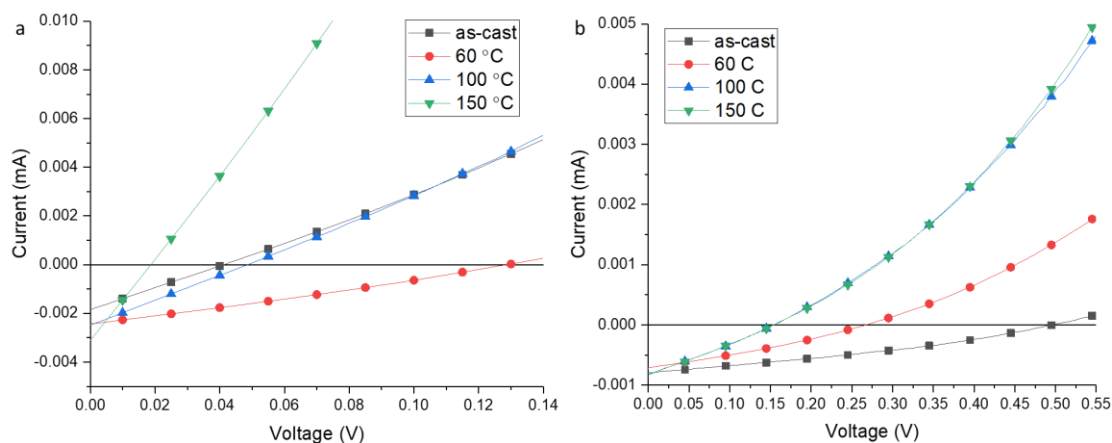 a
0.010
0.008
0.006
0.004
0.002
0.000
-0.002
-0.004
Current (mA)
0.00 0.02 0.04 0.06 0.08 0.10 0.12 0.14
Voltage (V)
as-cast
60 °C
100 °C
150 °C
b
0.005
0.004
0.003
0.002
0.001
0.000
-0.001
Current (mA)
0.00 0.05 0.10 0.15 0.20 0.25 0.30 0.35 0.40 0.45 0.50 0.55
Voltage (V)
as-cast
60 C
100 C
150 C